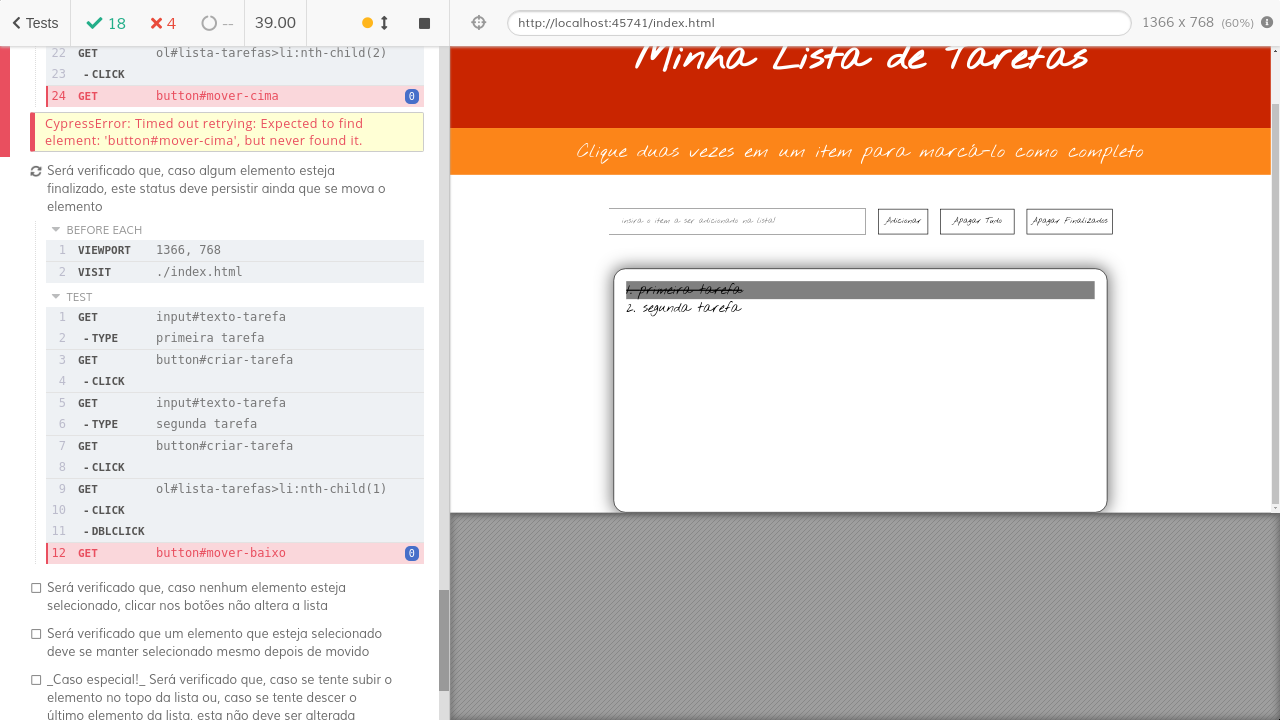 Tests
18
4
--
39.00
http://localhost:45741/index.html
1366 x 768 (60%)
22 GET ol#lista-tarefas>li:nth-child(2)
23 - CLICK
24 GET button#mover-cima 0
CypressError: Timed out retrying: Expected to find
element: 'button#mover-cima', but never found it.
Será verificado que, caso algum elemento esteja
finalizado, este status deve persistir ainda que se mova o
elemento
BEFORE EACH
1 VIEWPORT 1366, 768
2 VISIT ./index.html
TEST
1 GET input#texto-tarefa
2 - TYPE primeira tarefa
3 GET button#criar-tarefa
4 - CLICK
5 GET input#texto-tarefa
6 - TYPE segunda tarefa
7 GET button#criar-tarefa
8 - CLICK
9 GET ol#lista-tarefas>li:nth-child(1)
10 - CLICK
11 - DBLCLICK
12 GET button#mover-baixo 0
Será verificado que, caso nenhum elemento esteja
selecionado, clicar nos botões não altera a lista
Será verificado que um elemento que esteja selecionado
deve se manter selecionado mesmo depois de movido
_Caso especial!_ Será verificado que, caso se tente subir o
elemento no topo da lista ou, caso se tente descer o
último elemento da lista, esta não deve ser alterada
Minha Lista de Tarefas
Clique duas vezes em um item para marcá-lo como completo
insira o item a ser adicionado na lista!
Adicionar
Apagar Tudo
Apagar Finalizados
1. primeira tarefa
2. segunda tarefa